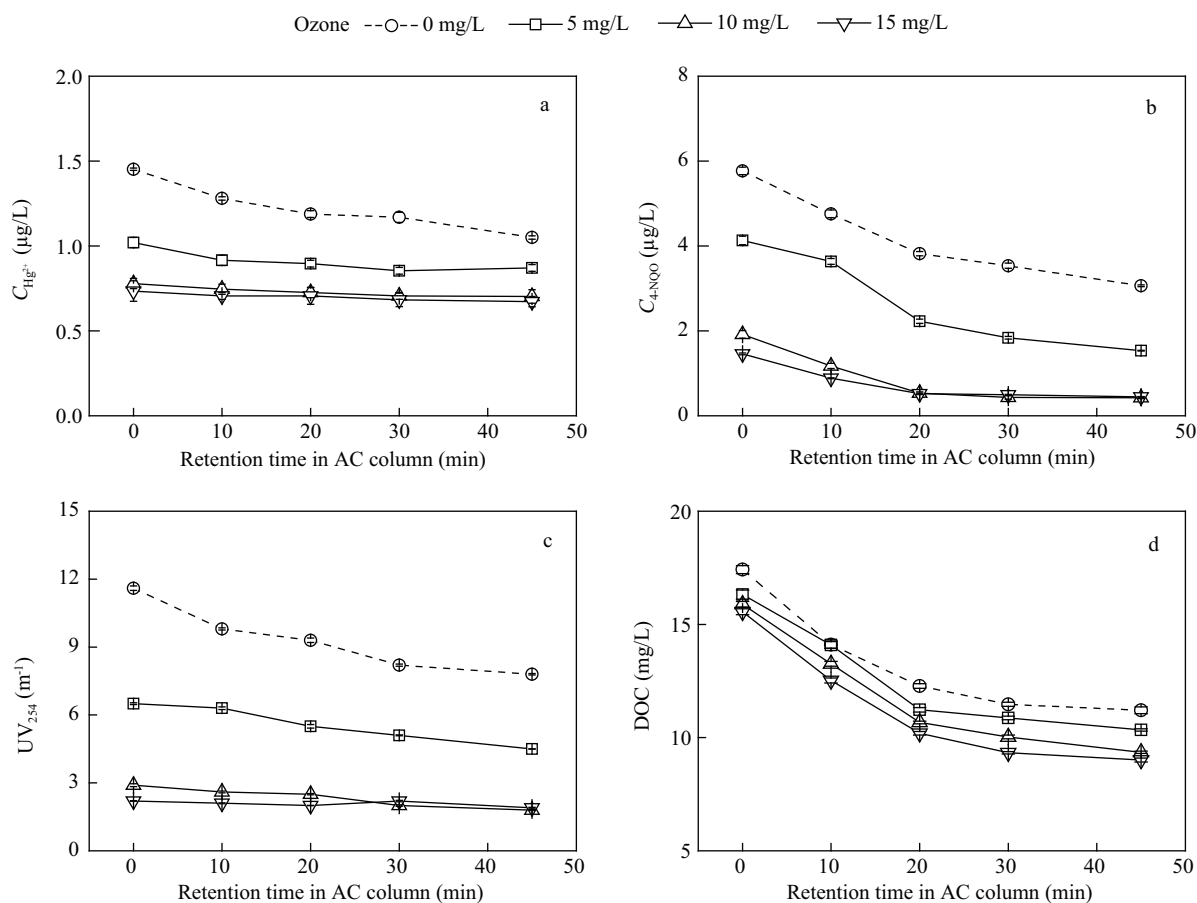 Ozone 0 mg/L 5 mg/L 10 mg/L 15 mg/L
a
2.0
1.5
1.0
0.5
0.0
C_Hg²⁺ (μg/L)
0 10 20 30 40 50
Retention time in AC column (min)
b
8
6
4
2
0
C_4-NQO (μg/L)
0 10 20 30 40 50
Retention time in AC column (min)
c
15
12
9
6
3
0
UV₂₅₄ (m⁻¹)
0 10 20 30 40 50
Retention time in AC column (min)
d
20
15
10
5
DOC (mg/L)
0 10 20 30 40 50
Retention time in AC column (min)